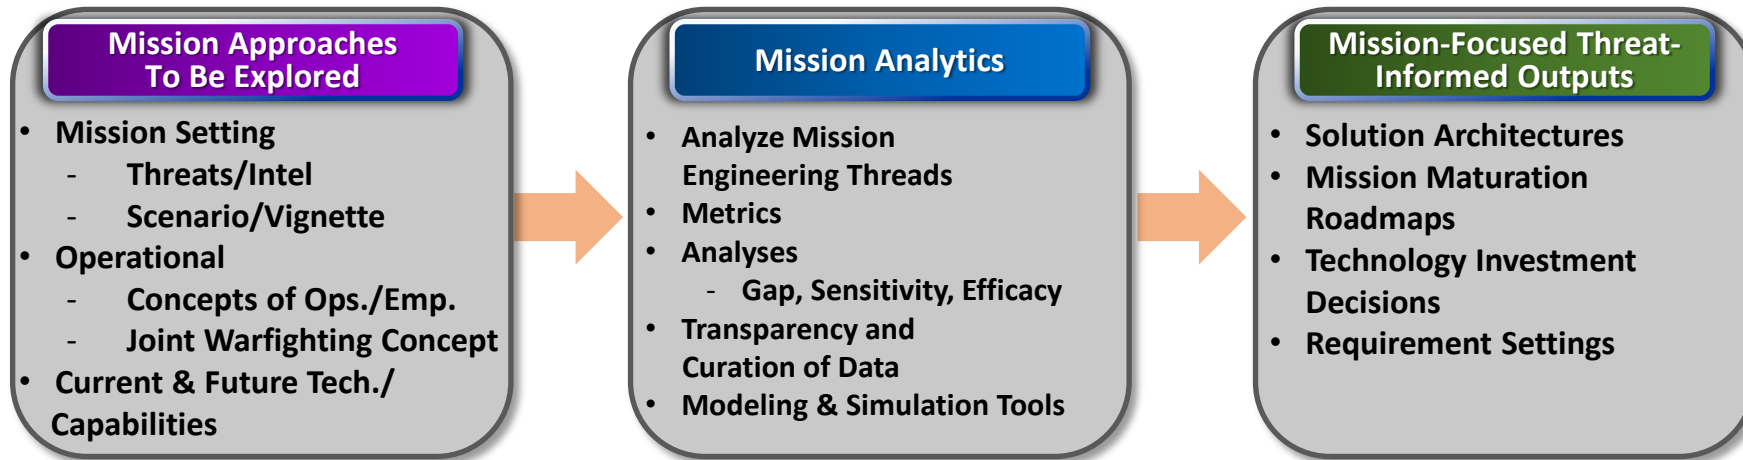 Mission Approaches
To Be Explored
• Mission Setting
- Threats/Intel
- Scenario/Vignette
• Operational
- Concepts of Ops./Emp.
- Joint Warfighting Concept
• Current & Future Tech./
Capabilities
Mission Analytics
• Analyze Mission
Engineering Threads
• Metrics
• Analyses
- Gap, Sensitivity, Efficacy
• Transparency and
Curation of Data
• Modeling & Simulation Tools
Mission-Focused Threat-
Informed Outputs
• Solution Architectures
• Mission Maturation
Roadmaps
• Technology Investment
Decisions
• Requirement Settings